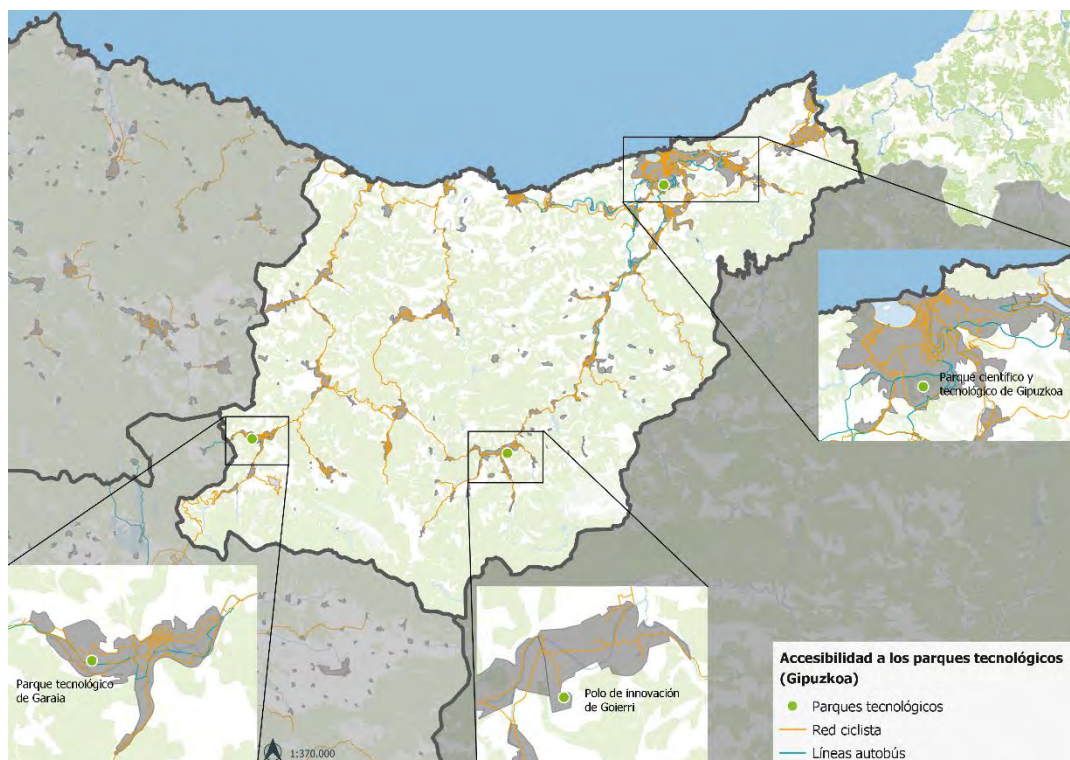 Parque científico y
tecnológico de Gipuzkoa
Parque tecnológico
de Garaia
Polo de innovación
de Goierri
1:370.000
Accesibilidad a los parques tecnológicos
(Gipuzkoa)
Parques tecnológicos
Red ciclista
Líneas autobús